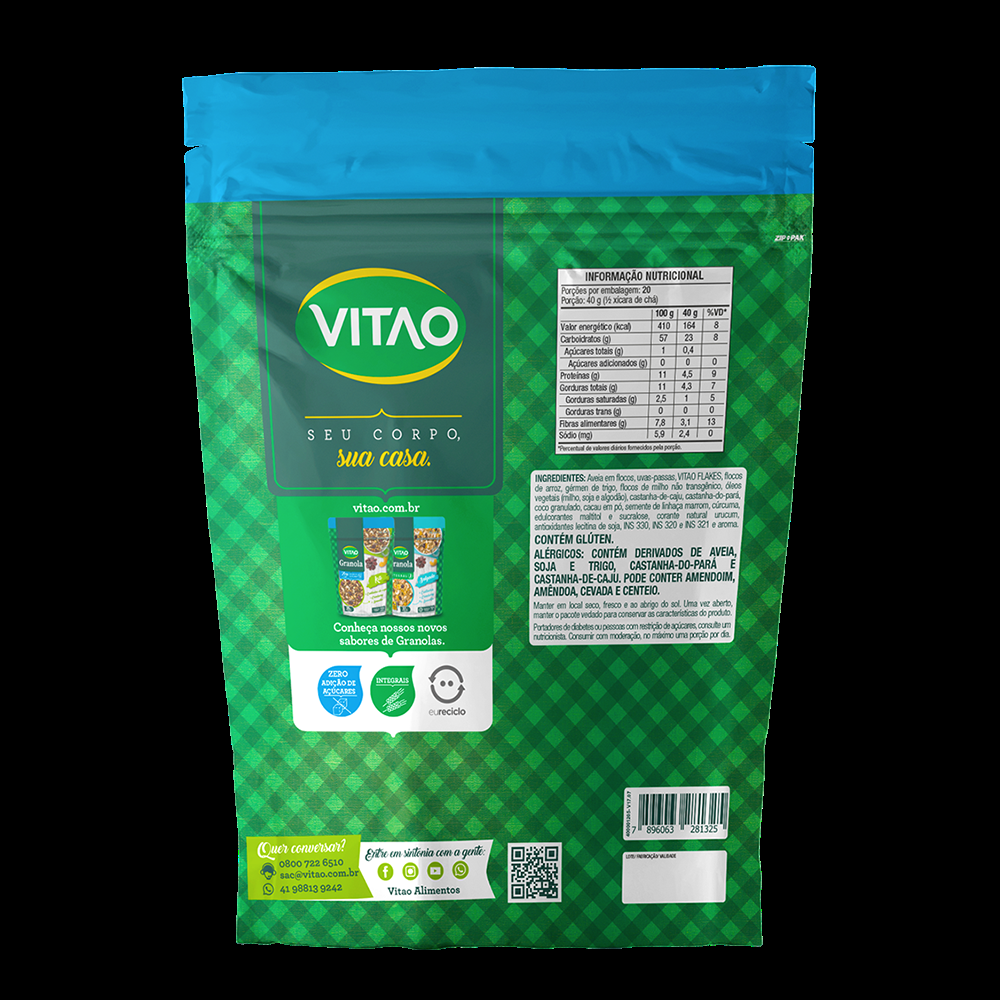 ZIP-PAK
VITAO
SEU CORPO,
sua casa.
vitao.com.br
VITAO
Granola
VITAO
Granola
Conheça nossos novos
sabores de Granolas.
ZERO
ADIÇÃO DE
AÇÚCARES
INTEGRAIS
eureciclo
INFORMAÇÃO NUTRICIONAL
Porções por embalagem: 20
Porção: 40 g (½ xícara de chá)
100 g 40 g %VD*
Valor energético (kcal) 410 164 8
Carboidratos (g) 57 23 8
Açúcares totais (g) 1 0,4
Açúcares adicionados (g) 0 0 0
Proteínas (g) 11 4,5 9
Gorduras totais (g) 11 4,3 7
Gorduras saturadas (g) 2,5 1 5
Gorduras trans (g) 0 0 0
Fibras alimentares (g) 7,8 3,1 13
Sódio (mg) 5,9 2,4 0
*Percentual de valores diários fornecidos pela porção.
INGREDIENTES: Aveia em flocos, uvas-passas, VITAO FLAKES, flocos
de arroz, gérmen de trigo, flocos de milho não transgênico, óleos
vegetais (milho, soja e algodão), castanha-de-caju, castanha-do-pará,
coco granulado, cacau em pó, semente de linhaça marrom, cúrcuma,
edulcorantes maltitol e sucralose, corante natural urucum,
antioxidantes lecitina de soja, INS 330, INS 320 e INS 321 e aroma.
CONTÉM GLÚTEN.
ALÉRGICOS: CONTÉM DERIVADOS DE AVEIA,
SOJA E TRIGO, CASTANHA-DO-PARÁ E
CASTANHA-DE-CAJU. PODE CONTER AMENDOIM,
AMÊNDOA, CEVADA E CENTEIO.
Manter em local seco, fresco e ao abrigo do sol. Uma vez aberto,
manter o pacote vedado para conservar as características do produto.
Portadores de diabetes ou pessoas com restrição de açúcares, consulte um
nutricionista. Consumir com moderação, no máximo uma porção por dia.
7 896063 281325
LOTE/ FABRICAÇÃO/ VALIDADE
Quer conversar?
0800 722 6510
sac@vitao.com.br
41 98813 9242
Entre em sintonia com a gente:
Vitao Alimentos